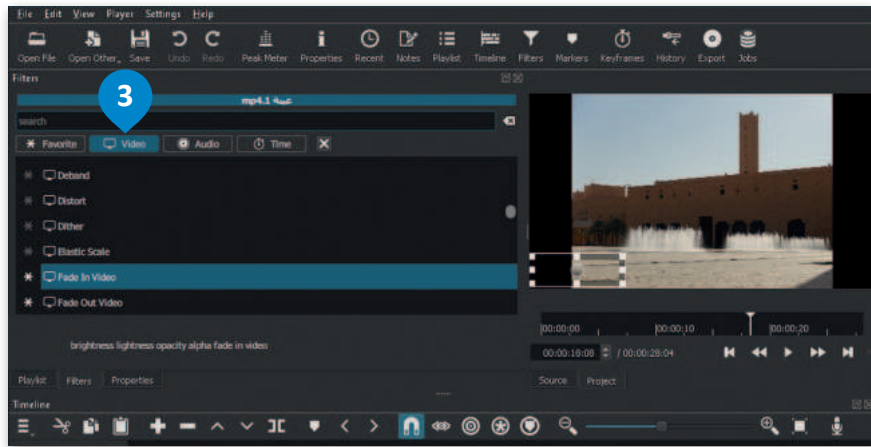 File Edit View Player Settings Help
Open File Open Other... Save Undo Redo Peak Meter Properties Recent Notes Playlist Timeline Filters Markers Keyframes History Export Jobs
Filters
3
عينة 1.mp4
search
Favorite Video Audio Time
Deband
Distort
Dither
Elastic Scale
Fade In Video
Fade Out Video
brightness lightness opacity alpha fade in video
00:00:00 00:00:10 00:00:20
00:00:18:08 / 00:00:28:04
Playlist Filters Properties
Source Project
Timeline